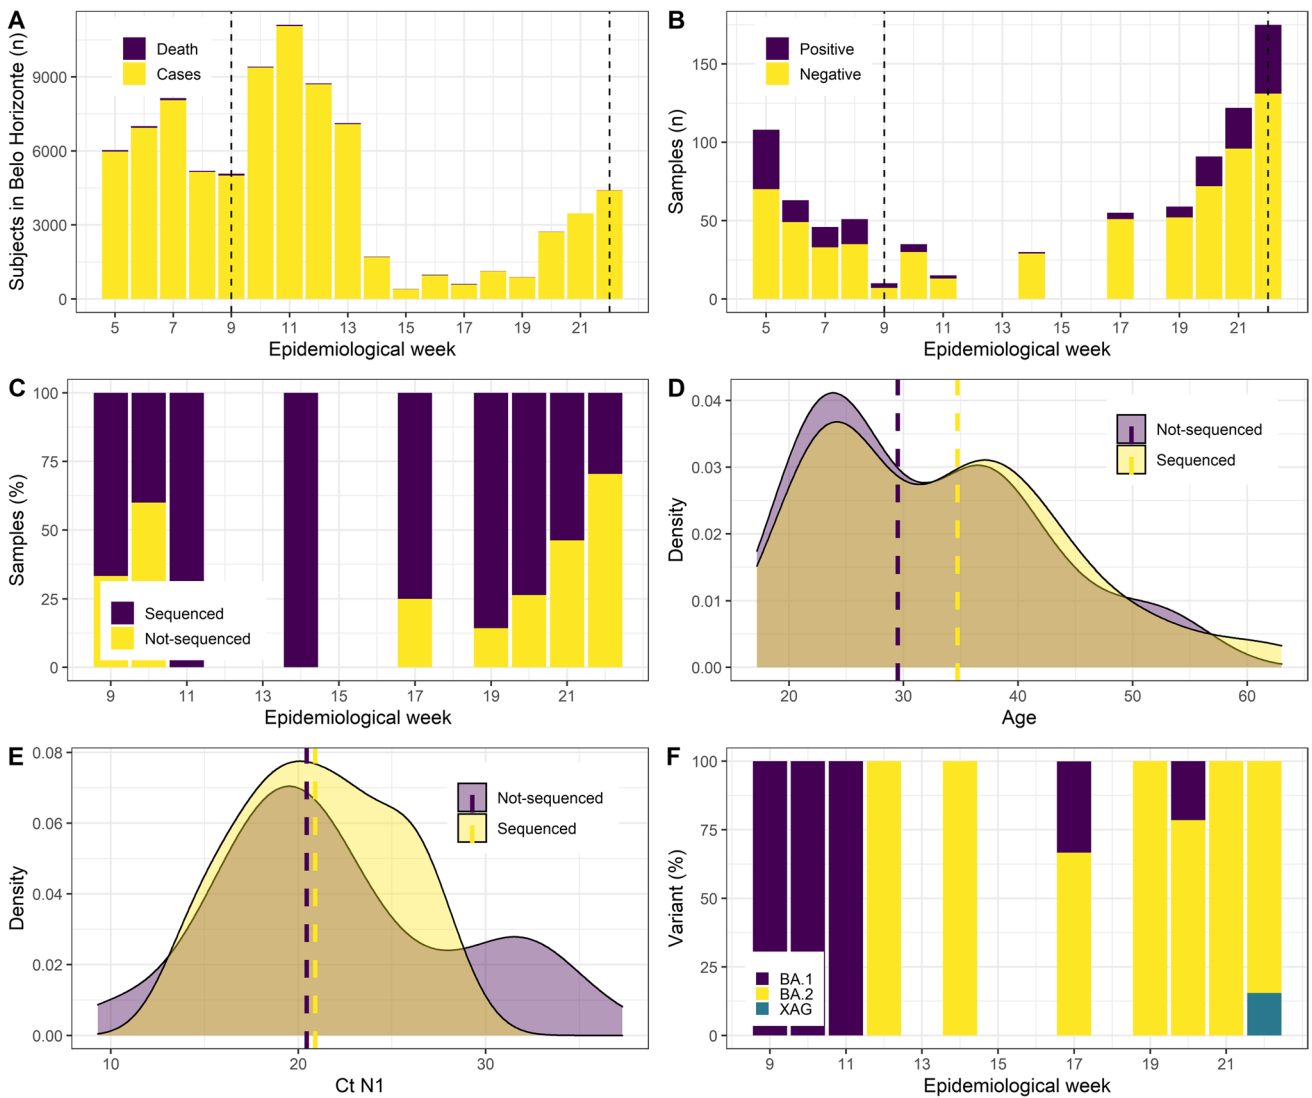 A
Subjects in Belo Horizonte (n)
Death
Cases
9000
6000
3000
0
5 7 9 11 13 15 17 19 21
Epidemiological week
B
Samples (n)
Positive
Negative
150
100
50
0
5 7 9 11 13 17 19 21
Epidemiological week
C
Samples (%)
100
75
50
25
0
Sequenced
Not-sequenced
9 11 13 15 17 19 21
Epidemiological week
D
Density
0.04
0.03
0.02
0.01
0.00
Not-sequenced
Sequenced
20 30 40 50 60
Age
E
Density
0.08
0.06
0.04
0.02
0.00
Not-sequenced
Sequenced
10 20 30
Ct N1
F
Variant (%)
100
75
50
25
0
BA.1
BA.2
XAG
9 11 13 15 17 19 21
Epidemiological week